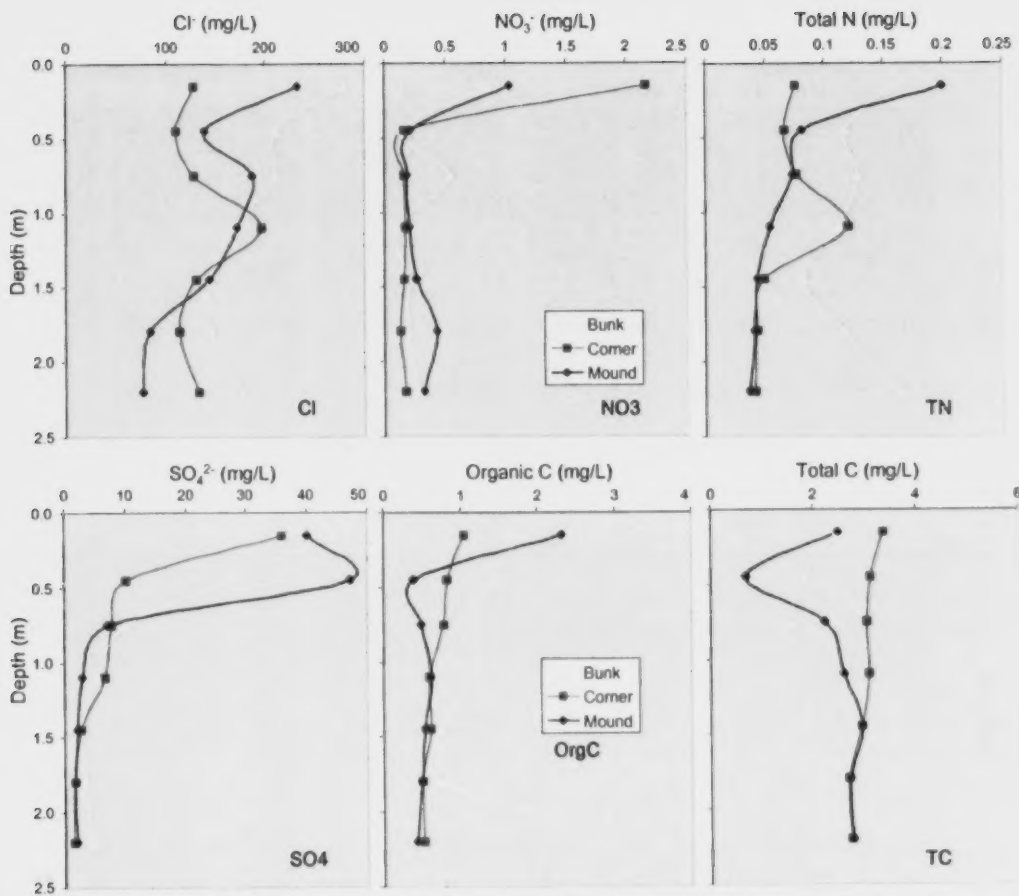 Cl⁻ (mg/L)
0 100 200 300
NO₃⁻ (mg/L)
0 0.5 1 1.5 2 2.5
Total N
0 0.05 0.1 0.15 0.2 0.25
Depth (m)
0.0
0.5
1.0
1.5
2.0
2.5
Cl
Bunk
Corner
Mound
NO3
TN
SO₄²⁻ (mg/L)
0 10 20 30 40 50
Organic C (mg/L)
0 1 2 3 4
Total C (mg/L)
0 2 4 6
Depth (m)
0.0
0.5
1.0
1.5
2.0
2.5
SO4
Bunk
Corner
Mound
OrgC
TC